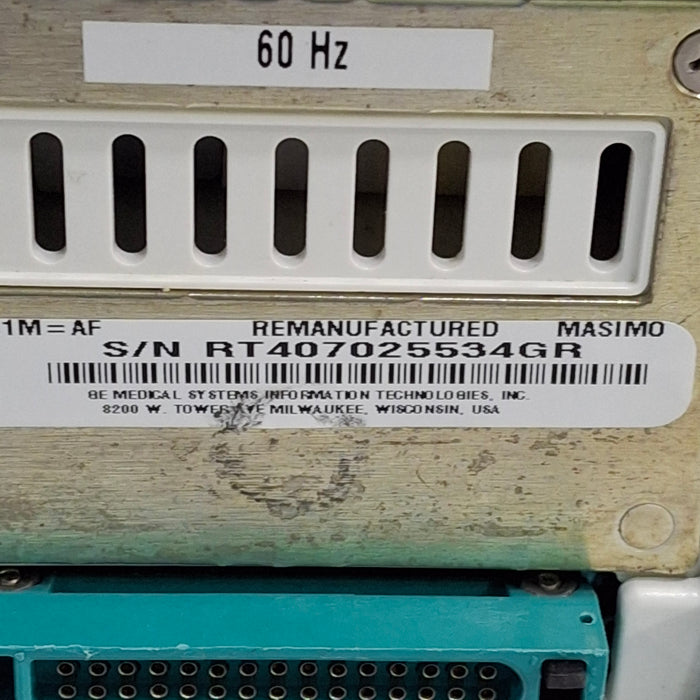 60 Hz
1M = AF REMANUFACTURED MASIMO
S/N RT407025534GR
GE MEDICAL SYSTEMS INFORMATION TECHNOLOGIES, INC.
8200 W. TOWER AVE MILWAUKEE, WISCONSIN, USA